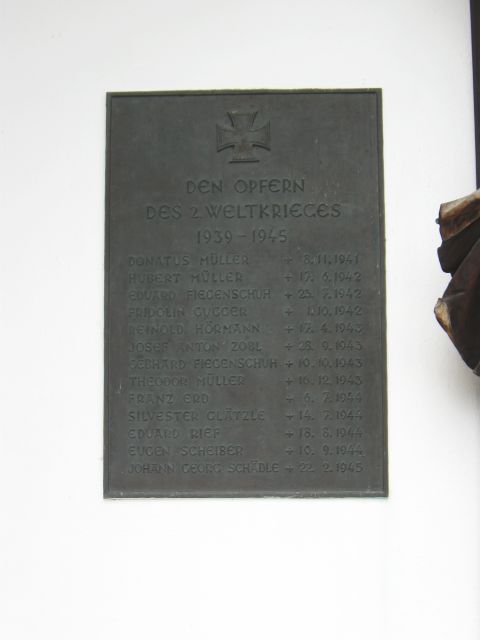 DEN OPFERN
DES 2. WELTKRIEGES
1939 - 1945
DONATUS MÜLLER + 8.11.1941
HUBERT MÜLLER + 17. 6.1942
EDUARD FIEGENSCHUH + 25. 7.1942
FRIDOLIN GUGGER + 1.10.1942
REINOLD HÖRMANN + 17. 4.1943
JOSEF ANTON ZOBL + 28. 9.1943
GEBHARD FIEGENSCHUH + 10.10.1943
THEODOR MÜLLER + 16.12.1943
FRANZ ERD + 6. 7.1944
SILVESTER GLÄTZLE + 14. 7.1944
EDUARD RIEF + 18. 8.1944
EUGEN SCHEIBER + 10. 9.1944
JOHANN GEORG SCHÄDLE + 22. 2.1945